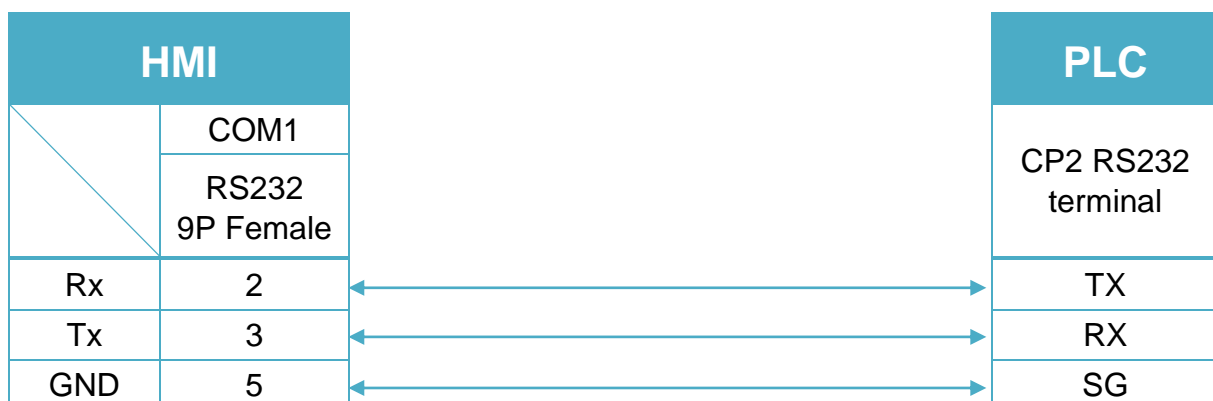 HMI PLC
COM1
RS232
9P Female
CP2 RS232
terminal
Rx 2 TX
Tx 3 RX
GND 5 SG